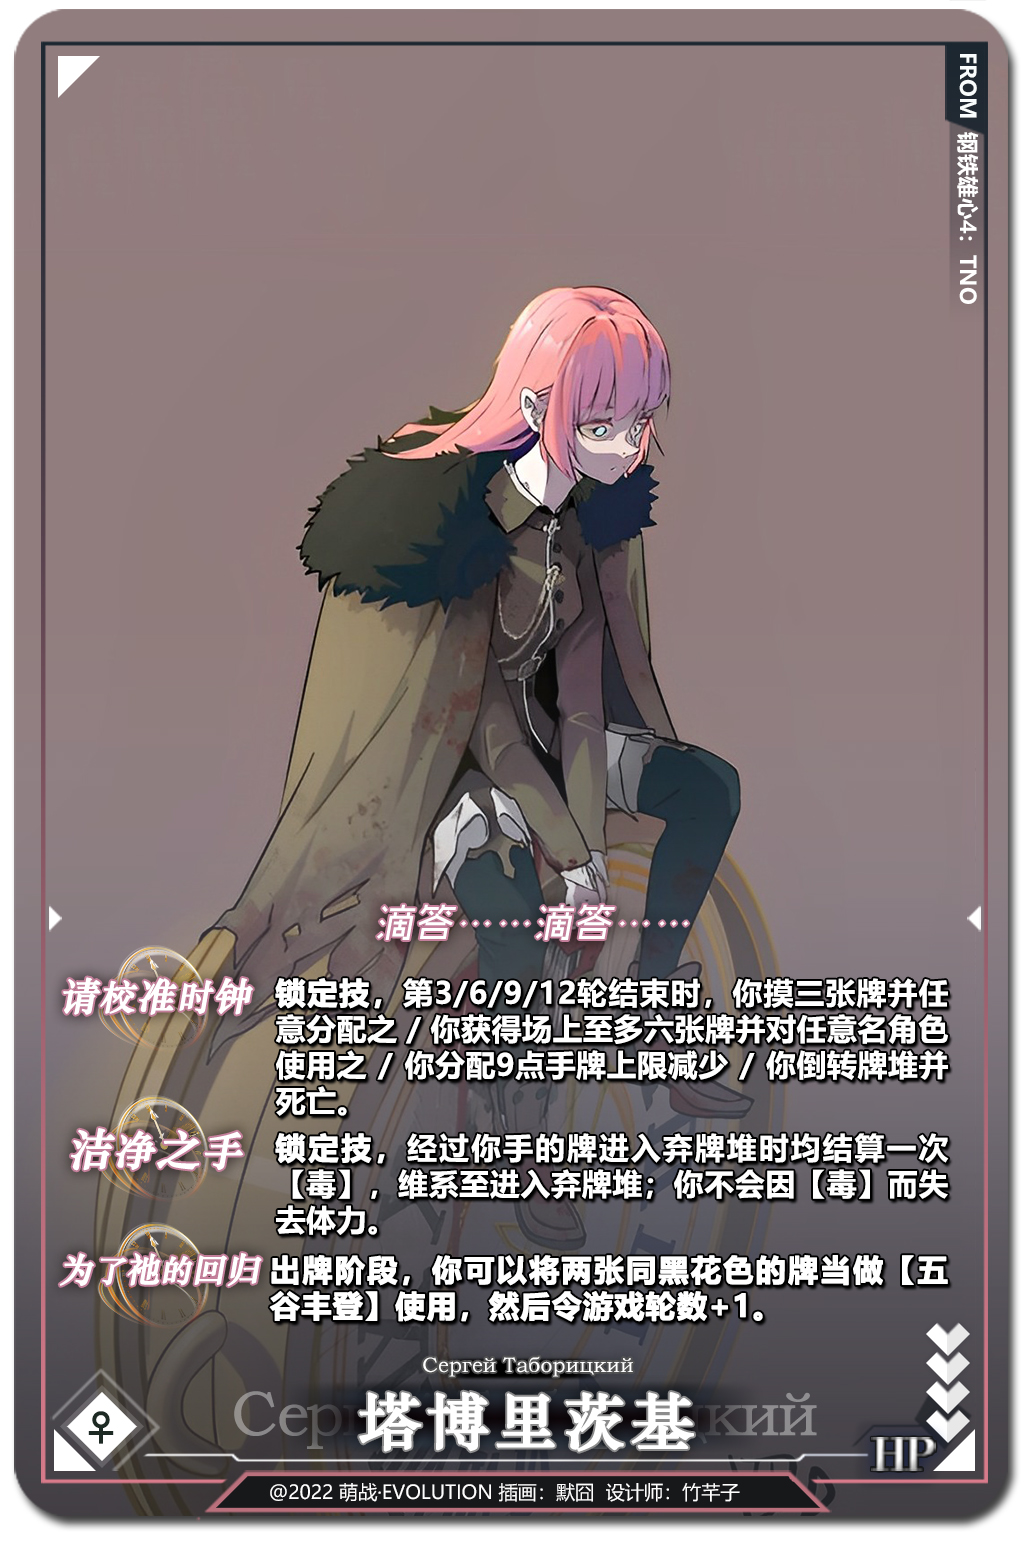 FROM 钢铁雄心4：TNO
滴答……滴答……
请校准时钟
锁定技，第3/6/9/12轮结束时，你摸三张牌并任
意分配之 / 你获得场上至多六张牌并对任意名角色
使用之 / 你分配9点手牌上限减少 / 你倒转牌堆并
死亡。
洁净之手
锁定技，经过你手的牌进入弃牌堆时均结算一次
【毒】，维系至进入弃牌堆；你不会因【毒】而失
去体力。
为了祂的回归
出牌阶段，你可以将两张同黑花色的牌当做【五
谷丰登】使用，然后令游戏轮数+1。
Сергей Таборицкий
塔博里茨基
♀
HP
@2022 萌战·EVOLUTION 插画：默囧 设计师：竹芊子